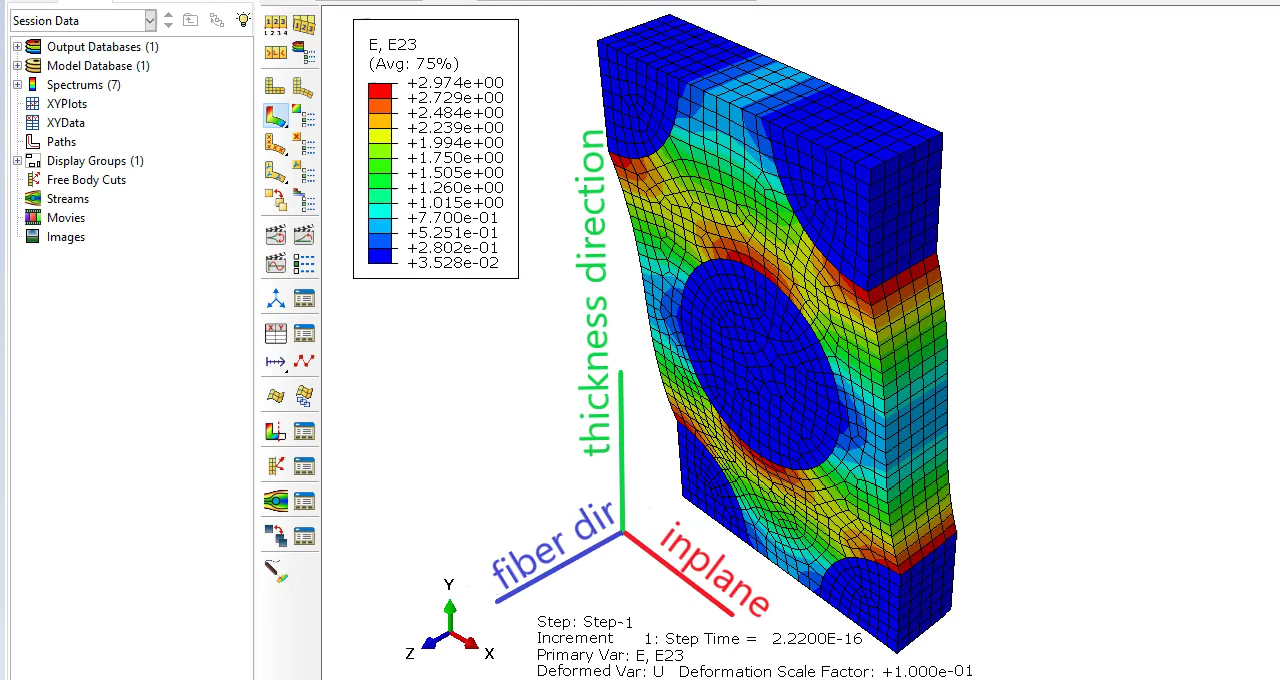 Session Data
Output Databases (1)
Model Database (1)
Spectrums (7)
XYPlots
XYData
Paths
Display Groups (1)
Free Body Cuts
Streams
Movies
Images
E, E23
(Avg: 75%)
+2.974e+00
+2.729e+00
+2.484e+00
+2.239e+00
+1.994e+00
+1.750e+00
+1.505e+00
+1.260e+00
+1.015e+00
+7.700e-01
+5.251e-01
+2.802e-01
+3.528e-02
thickness direction
fiber dir
inplane
Y
Z
X
Step: Step-1
Increment 1: Step Time = 2.2200E-16
Primary Var: E, E23
Deformed Var: U Deformation Scale Factor: +1.000e-01